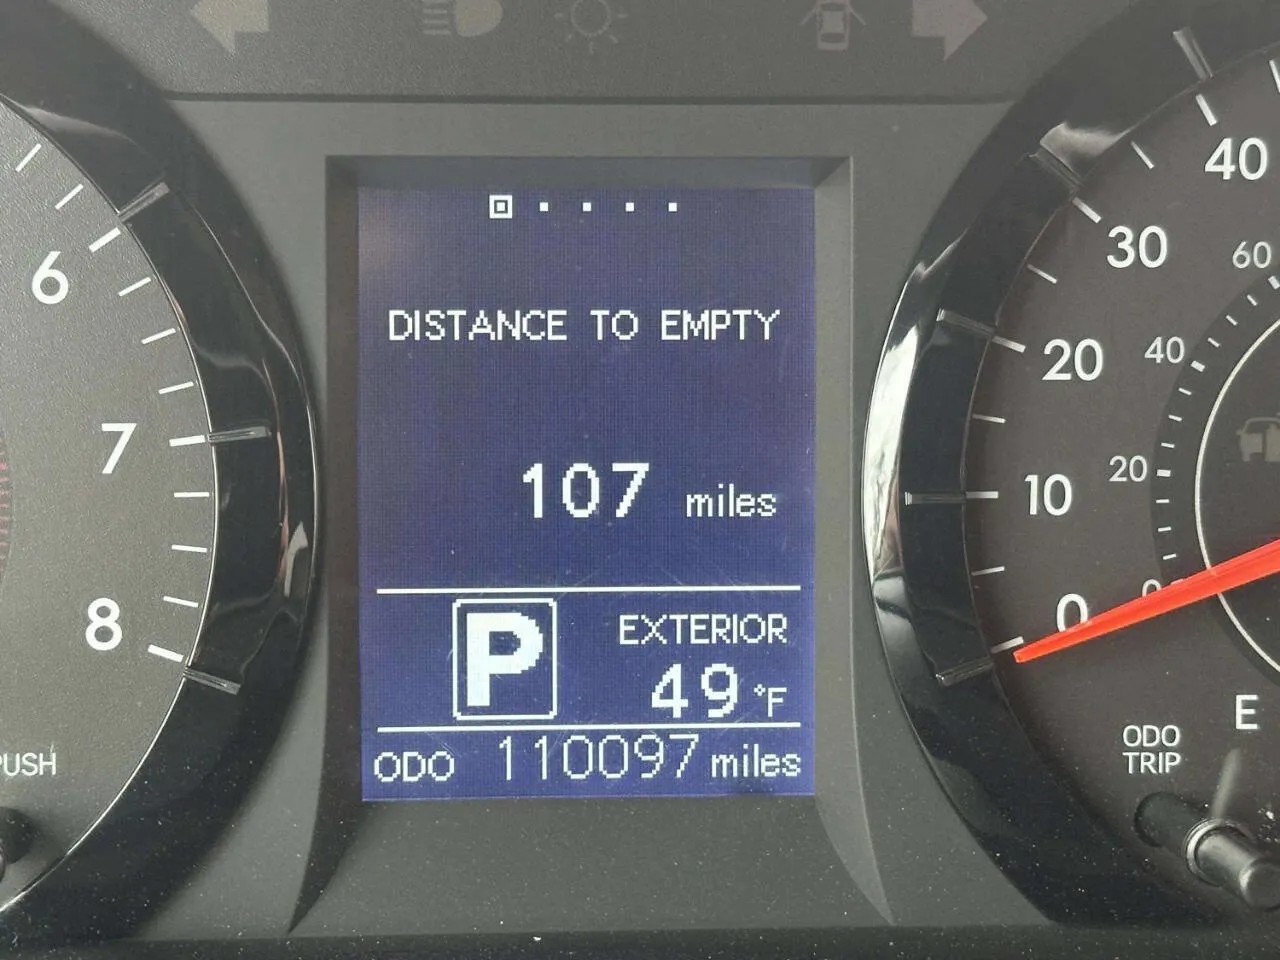 DISTANCE TO EMPTY
107 miles
P
EXTERIOR
49 °F
ODO 110097 miles
6
7
8
40
30
20
10
0
60
40
20
0
E
ODO
TRIP